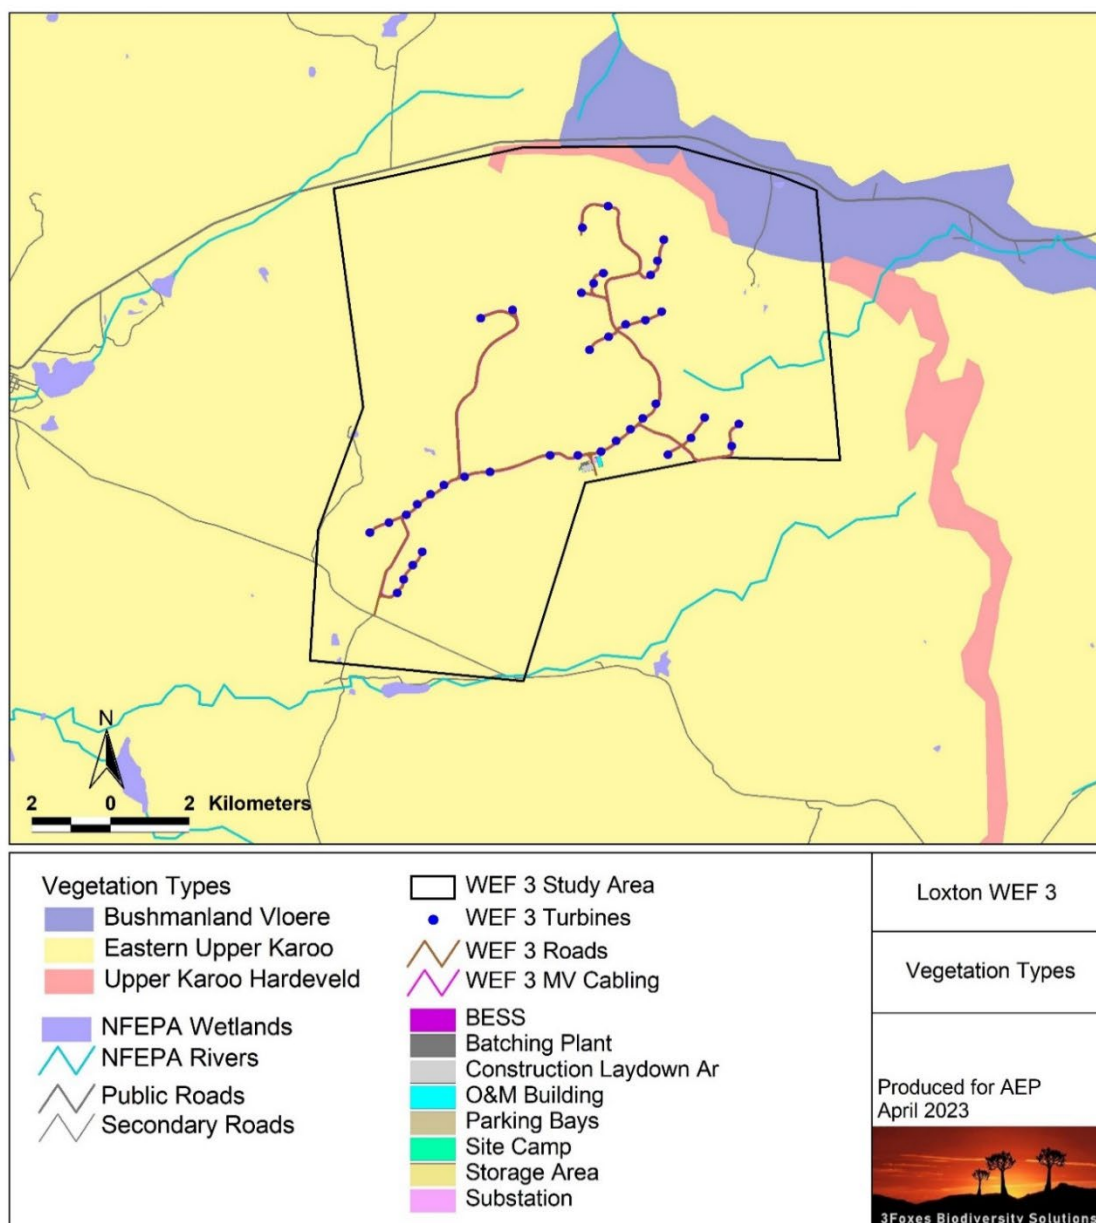 N
2 0 2 Kilometers
Vegetation Types
Bushmanland Vloere
Eastern Upper Karoo
Upper Karoo Hardeveld
NFEPA Wetlands
NFEPA Rivers
Public Roads
Secondary Roads
WEF 3 Study Area
WEF 3 Turbines
WEF 3 Roads
WEF 3 MV Cabling
BESS
Batching Plant
Construction Laydown Ar
O&M Building
Parking Bays
Site Camp
Storage Area
Substation
Loxton WEF 3
Vegetation Types
Produced for AEP
April 2023
3Foxes Biodiversity Solutions